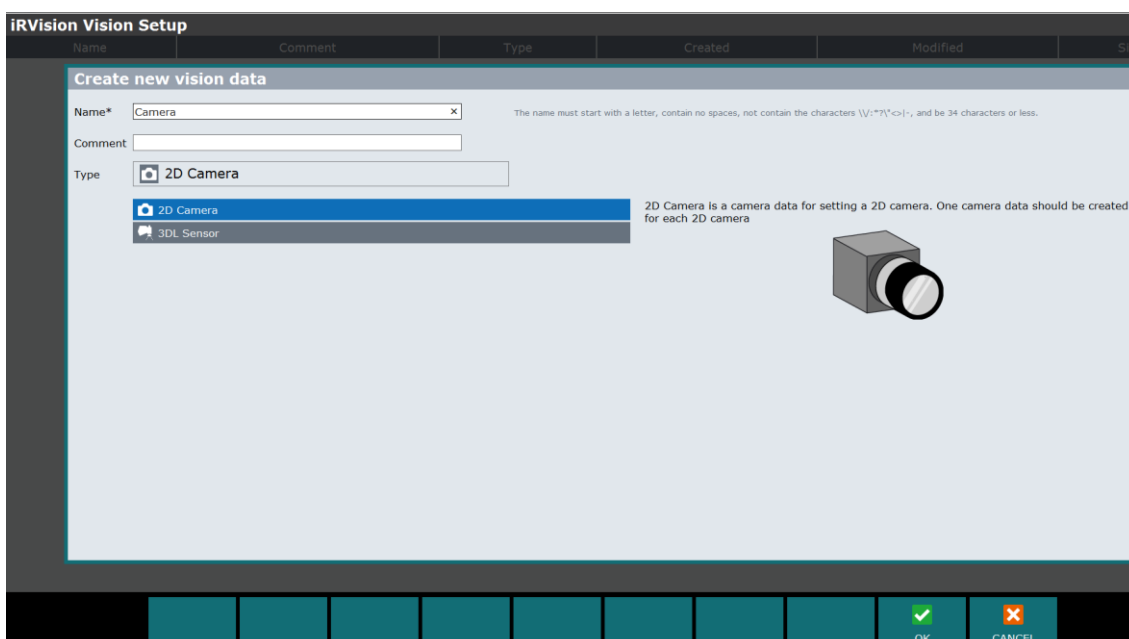 iRVision Vision Setup
Name Comment Type Created Modified
Create new vision data
Name* Camera × The name must start with a letter, contain no spaces, not contain the characters \\/:*?\"<>|-, and be 34 characters or less.
Comment
Type 2D Camera
2D Camera
3DL Sensor
2D Camera is a camera data for setting a 2D camera. One camera data should be created
for each 2D camera
OK CANCEL